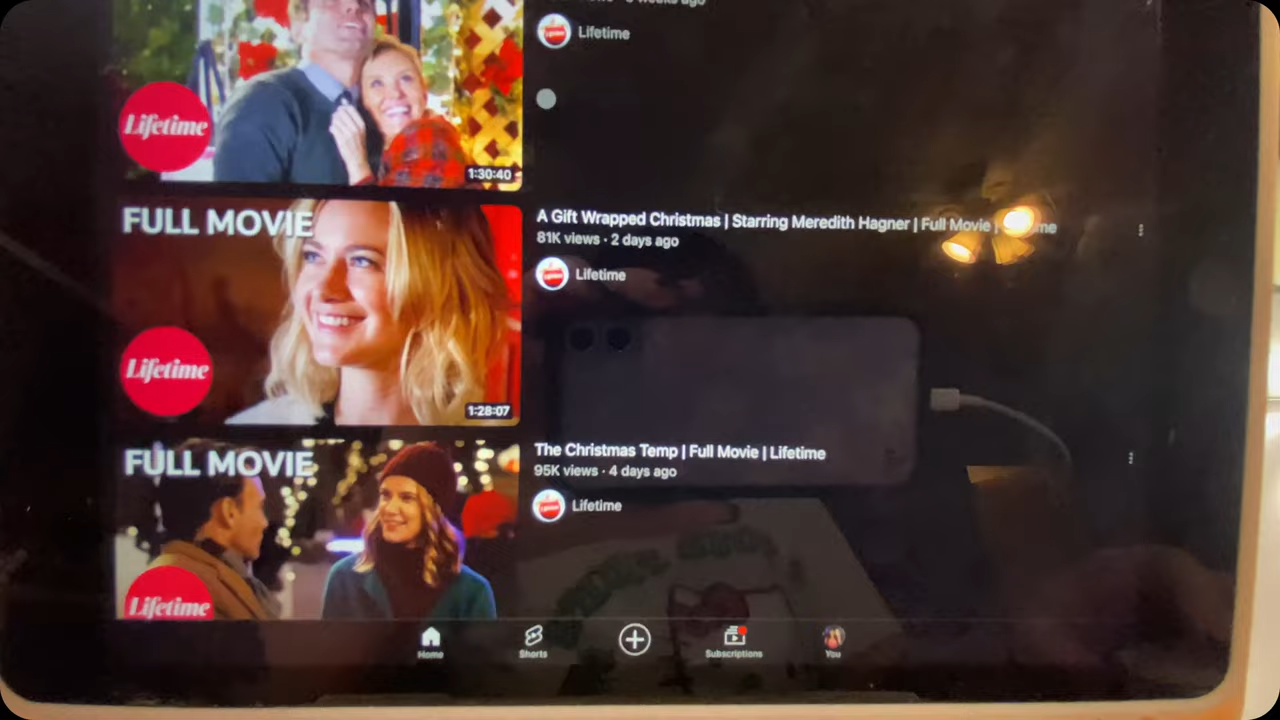 ago
Lifetime
Lifetime
1:30:40
FULL MOVIE
A Gift Wrapped Christmas | Starring Meredith Hagner | Full Movie |
81K views · 2 days ago
Lifetime
Lifetime
1:28:07
FULL MOVIE
The Christmas Temp | Full Movie | Lifetime
95K views · 4 days ago
Lifetime
Lifetime
Home
Shorts
Subscriptions
You